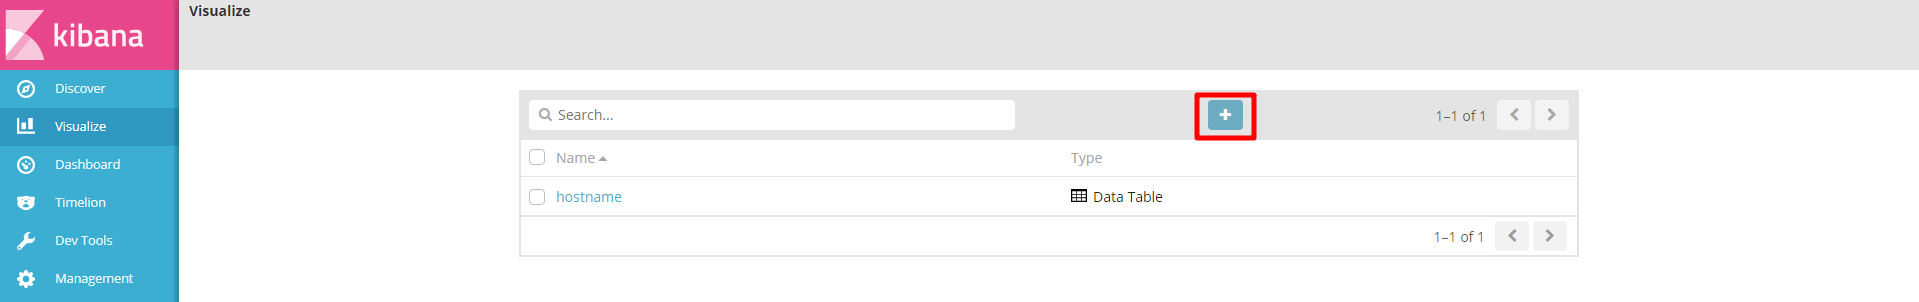 kibana
Discover
Visualize
Dashboard
Timelion
Dev Tools
Management
Visualize
Search...
1–1 of 1
Name Type
hostname Data Table
1–1 of 1